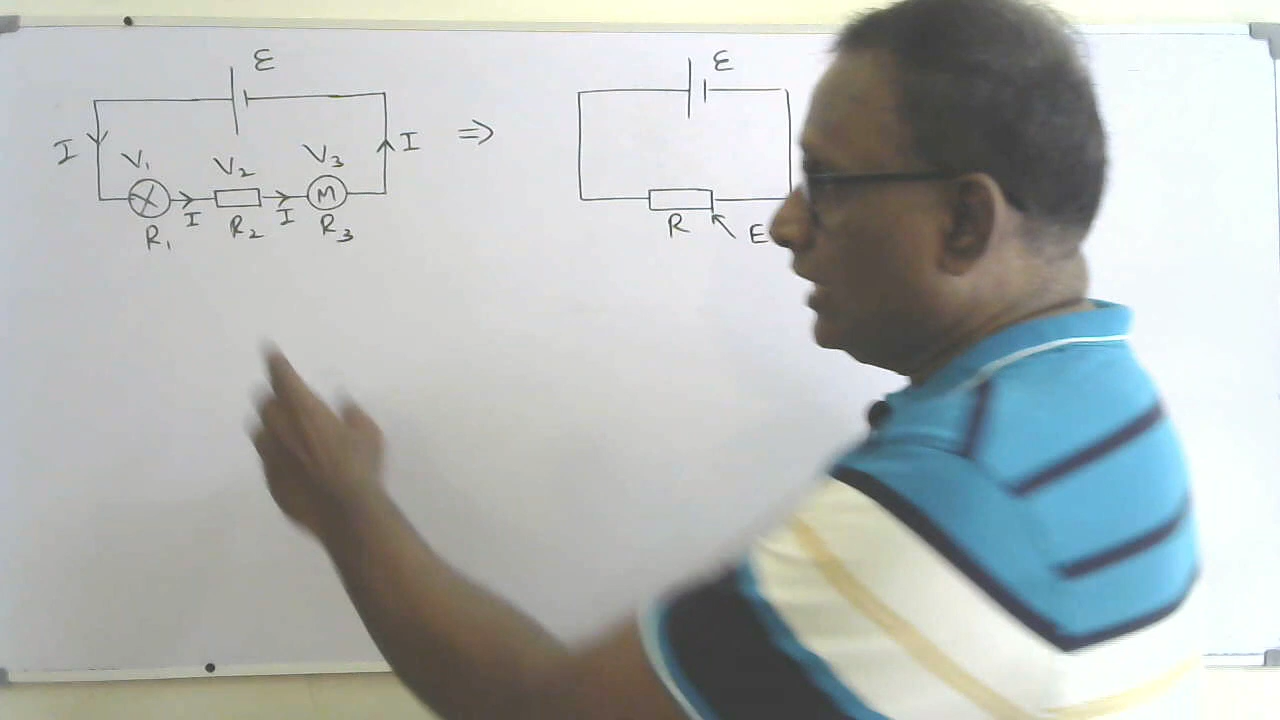 ε
I
V₁
V₂
V₃
I
M
R₁
I
R₂
I
R₃
⇒
ε
R
E